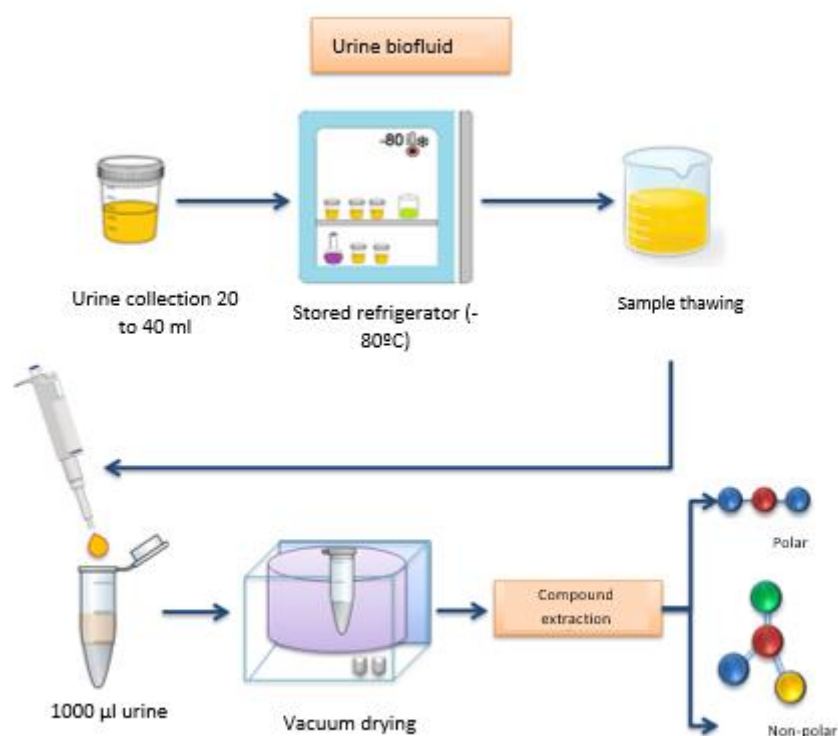 Urine biofluid
-80
Urine collection 20
to 40 ml
Stored refrigerator (-
80ºC)
Sample thawing
1000 µl urine
Vacuum drying
Compound
extraction
Polar
Non-polar